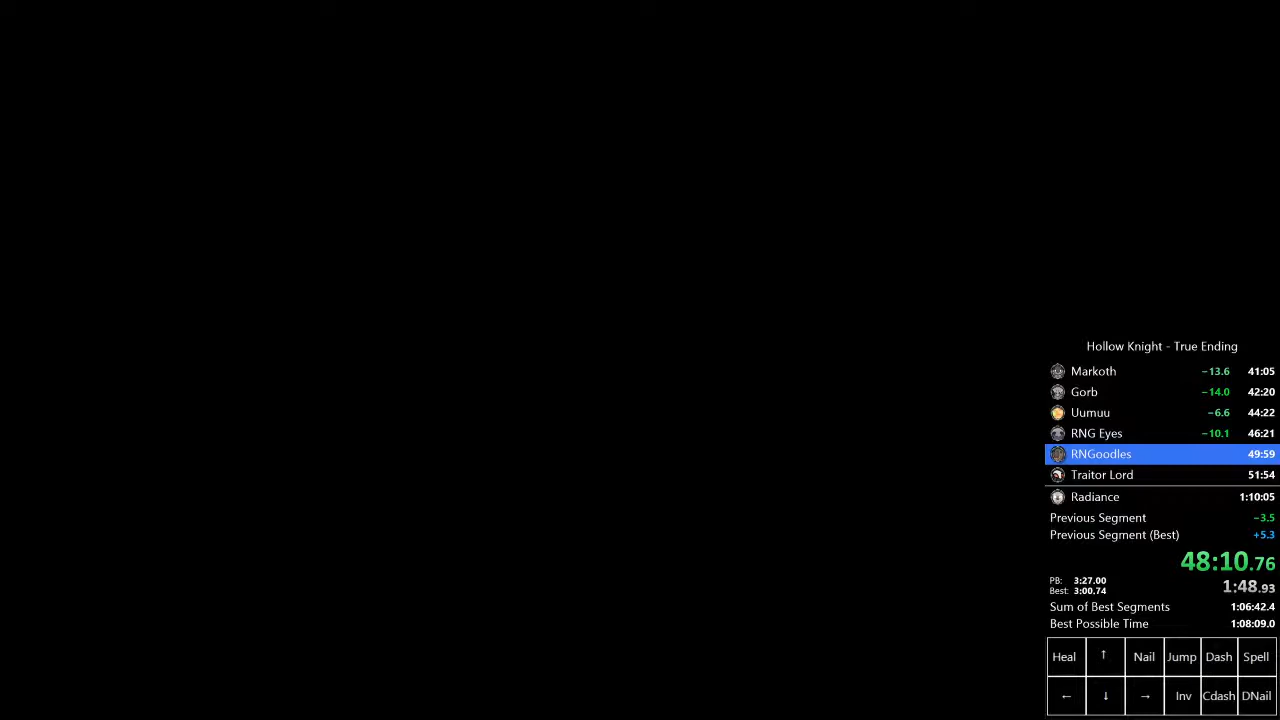 Hollow Knight - True Ending
Markoth −13.6 41:05
Gorb −14.0 42:20
Uumuu −6.6 44:22
RNG Eyes −10.1 46:21
RNGoodles 49:59
Traitor Lord 51:54
Radiance 1:10:05
Previous Segment −3.5
Previous Segment (Best) +5.3
48:10.76
PB: 3:27.00
Best: 3:00.74
1:48.93
Sum of Best Segments 1:06:42.4
Best Possible Time 1:08:09.0
Heal ↑ Nail Jump Dash Spell
← ↓ → Inv Cdash DNail